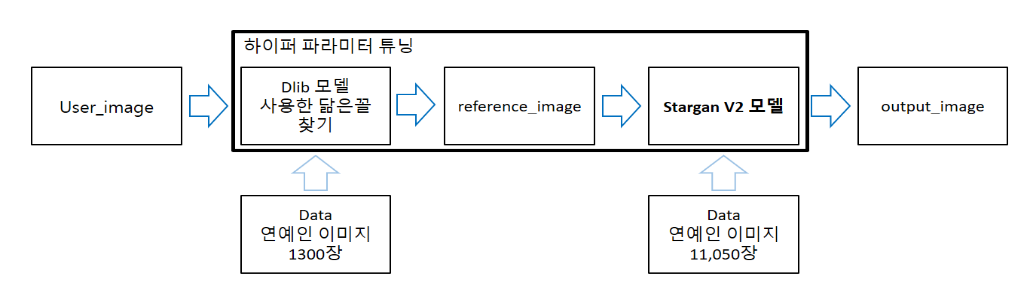 하이퍼 파라미터 튜닝
User_image
Dlib 모델
사용한 닮은꼴
찾기
reference_image
Stargan V2 모델
output_image
Data
연예인 이미지
1300장
Data
연예인 이미지
11,050장